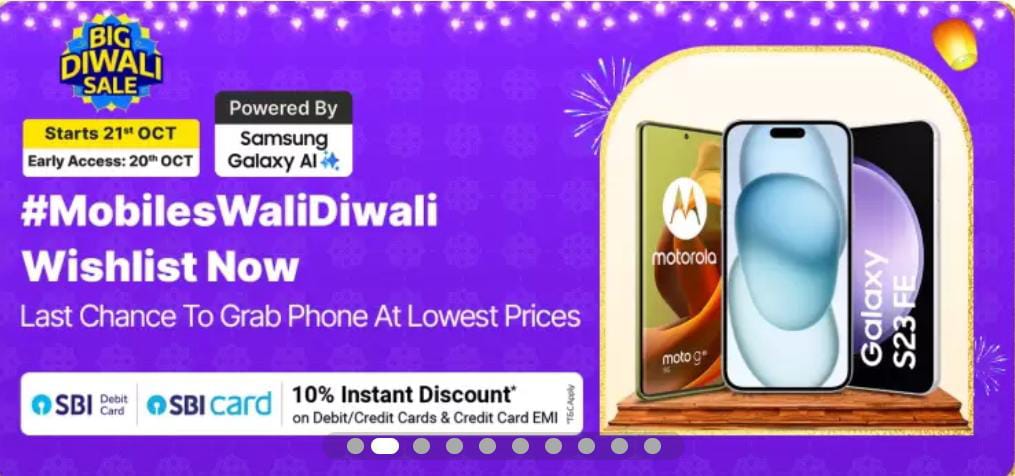 BIG
DIWALI
SALE
Starts 21st OCT
Early Access: 20th OCT
Powered By
Samsung
Galaxy AI
#MobilesWaliDiwali
Wishlist Now
Last Chance To Grab Phone At Lowest Prices
SBI Debit Card
SBI card
10% Instant Discount*
on Debit/Credit Cards & Credit Card EMI
*T&C Apply
motorola
moto g
5G
Galaxy
S23 FE